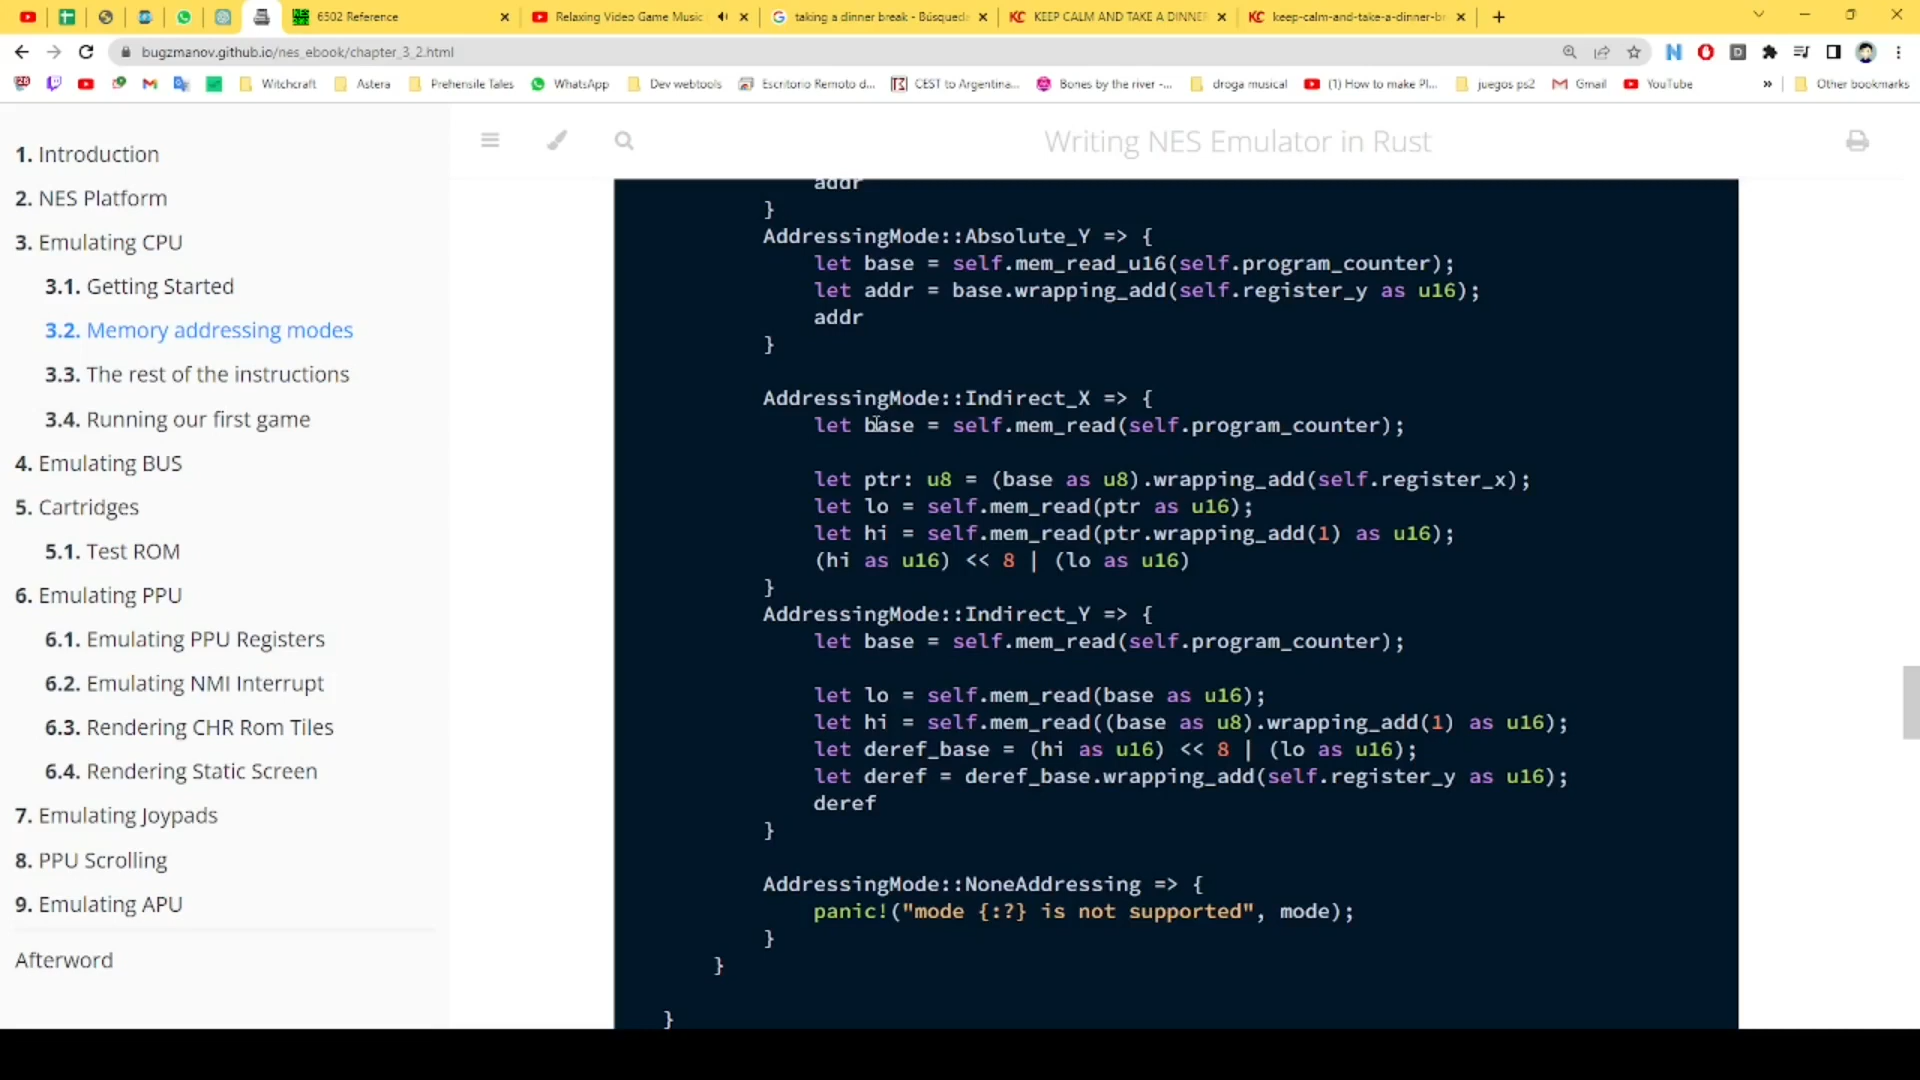 6502 Reference
Relaxing Video Game Music
taking a dinner break - Búsqued
KEEP CALM AND TAKE A DINNER
keep-calm-and-take-a-dinner-br
bugzmanov.github.io/nes_ebook/chapter_3_2.html
Witchcraft
Astera
Prehensile Tales
WhatsApp
Dev webtools
Escritorio Remoto d...
CEST to Argentina...
Bones by the river -...
droga musical
(1) How to make Pl...
juegos ps2
Gmail
YouTube
»
Other bookmarks
1. Introduction
2. NES Platform
3. Emulating CPU
3.1. Getting Started
3.2. Memory addressing modes
3.3. The rest of the instructions
3.4. Running our first game
4. Emulating BUS
5. Cartridges
5.1. Test ROM
6. Emulating PPU
6.1. Emulating PPU Registers
6.2. Emulating NMI Interrupt
6.3. Rendering CHR Rom Tiles
6.4. Rendering Static Screen
7. Emulating Joypads
8. PPU Scrolling
9. Emulating APU
Afterword
Writing NES Emulator in Rust
addr
}
AddressingMode::Absolute_Y => {
let base = self.mem_read_u16(self.program_counter);
let addr = base.wrapping_add(self.register_y as u16);
addr
}
AddressingMode::Indirect_X => {
let base = self.mem_read(self.program_counter);
let ptr: u8 = (base as u8).wrapping_add(self.register_x);
let lo = self.mem_read(ptr as u16);
let hi = self.mem_read(ptr.wrapping_add(1) as u16);
(hi as u16) << 8 | (lo as u16)
}
AddressingMode::Indirect_Y => {
let base = self.mem_read(self.program_counter);
let lo = self.mem_read(base as u16);
let hi = self.mem_read((base as u8).wrapping_add(1) as u16);
let deref_base = (hi as u16) << 8 | (lo as u16);
let deref = deref_base.wrapping_add(self.register_y as u16);
deref
}
AddressingMode::NoneAddressing => {
panic!("mode {:?} is not supported", mode);
}
}
}